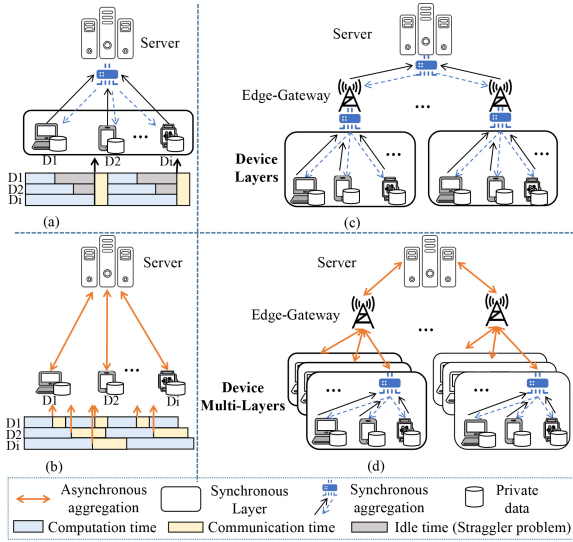 Server
D1
D2
...
Di
D1
D2
Di
(a)
Server
Edge-Gateway
...
Device
Layers
...
...
(c)
Server
D1
D2
...
Di
D1
D2
Di
(b)
Server
Edge-Gateway
...
Device
Multi-Layers
...
...
(d)
Asynchronous
aggregation
Synchronous
Layer
Synchronous
aggregation
Private
data
Computation time
Communication time
Idle time (Straggler problem)